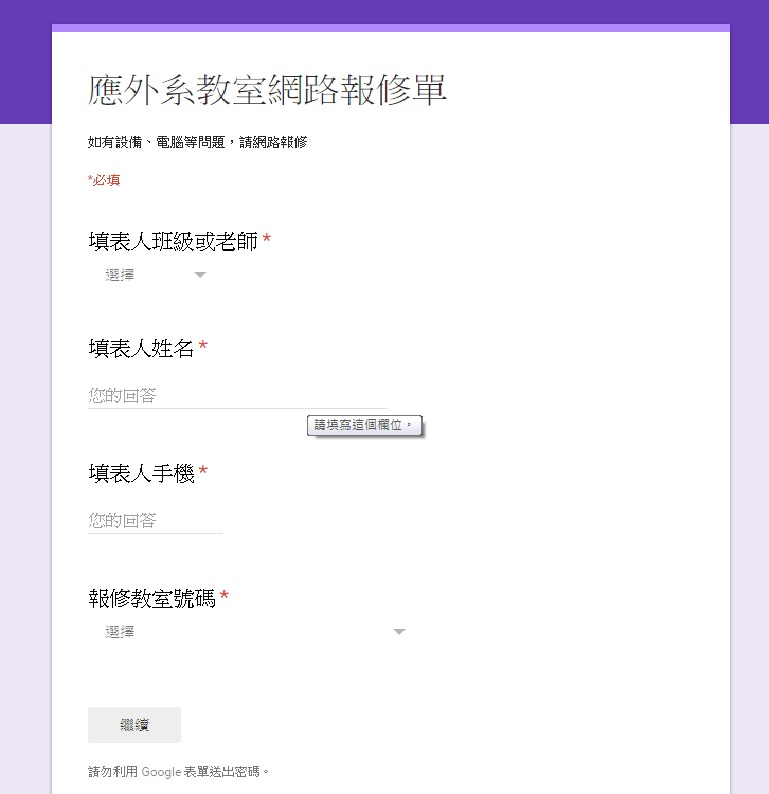 應外系教室網路報修單
如有設備、電腦等問題，請網路報修
*必填
填表人班級或老師 *
選擇
填表人姓名 *
您的回答
請填寫這個欄位。
填表人手機 *
您的回答
報修教室號碼 *
選擇
繼續
請勿利用 Google 表單送出密碼。